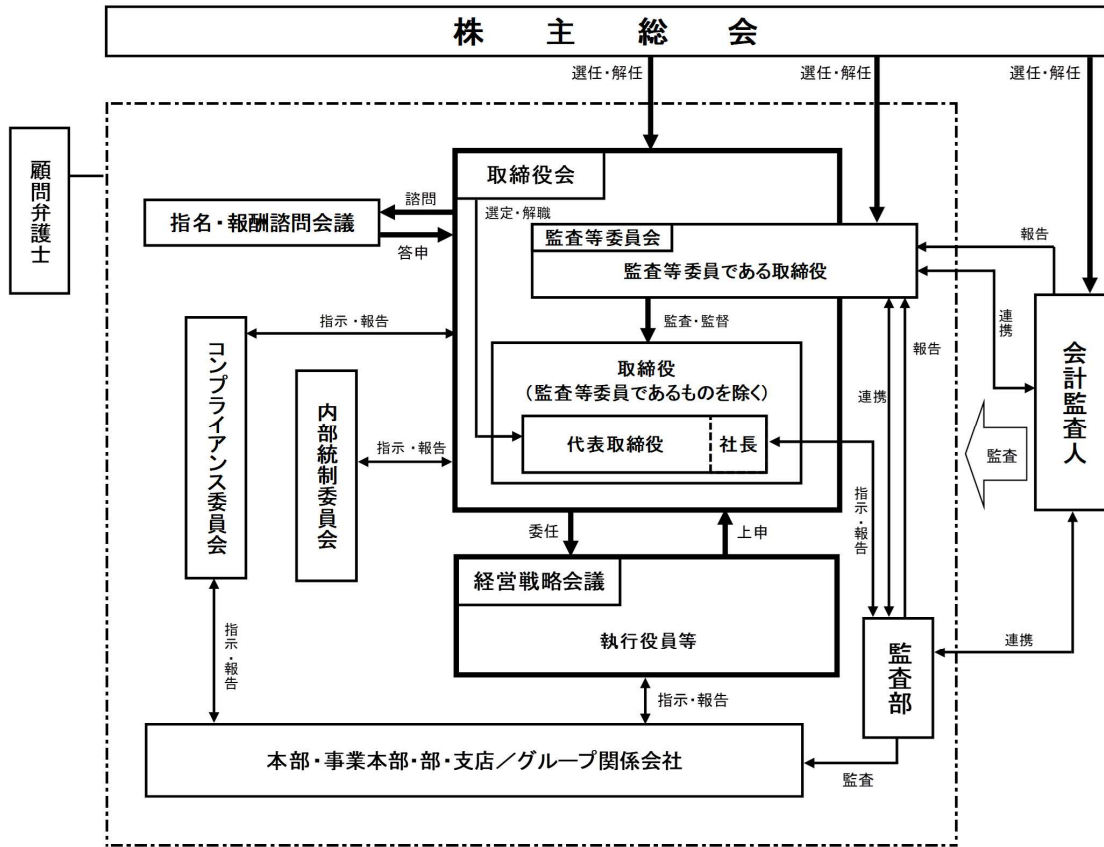 株主総会
選任・解任
選任・解任
選任・解任
顧問弁護士
取締役会
諮問
指名・報酬諮問会議
答申
選定・解職
監査等委員会
監査等委員である取締役
報告
連携
指示・報告
監査・監督
報告
コンプライアンス委員会
内部統制委員会
取締役
（監査等委員であるものを除く）
連携
会計監査人
代表取締役
社長
指示・報告
監査
指示・報告
委任
上申
経営戦略会議
執行役員等
監査部
連携
指示・報告
指示・報告
本部・事業本部・部・支店／グループ関係会社
監査